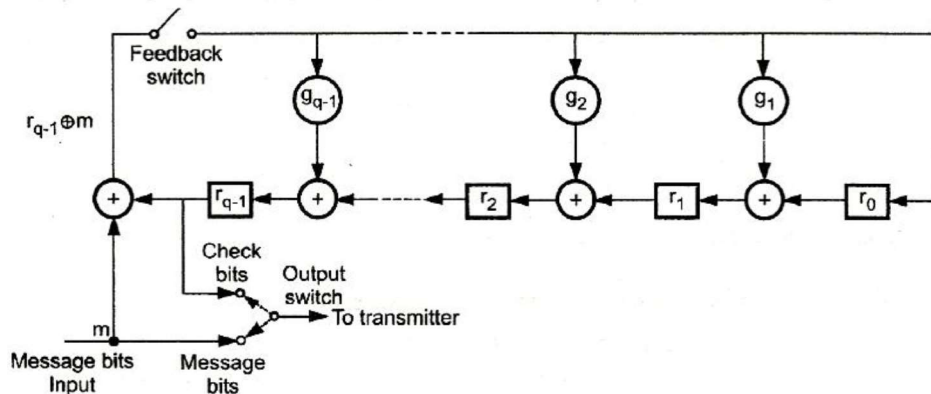 Feedback
switch
g_{q-1}
g_2
g_1
r_{q-1}⊕m
+
r_{q-1}
+
r_2
+
r_1
+
r_0
Check
bits
Output
switch
To transmitter
m
Message bits
Input
Message
bits